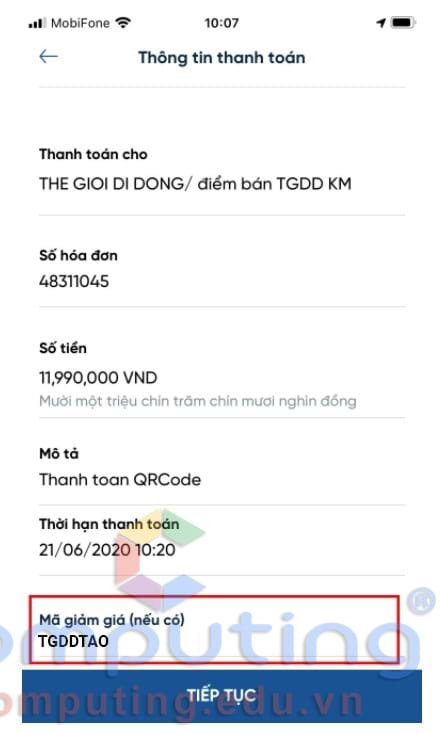 MobiFone 10:07
Thông tin thanh toán
Thanh toán cho
THE GIOI DI DONG/ điểm bán TGDD KM
Số hóa đơn
48311045
Số tiền
11,990,000 VND
Mười một triệu chín trăm chín mươi nghìn đồng
Mô tả
Thanh toan QRCode
Thời hạn thanh toán
21/06/2020 10:20
Mã giảm giá (nếu có)
TGDDTAO
omputing®
TIẾP TỤC
omputing.edu.vn